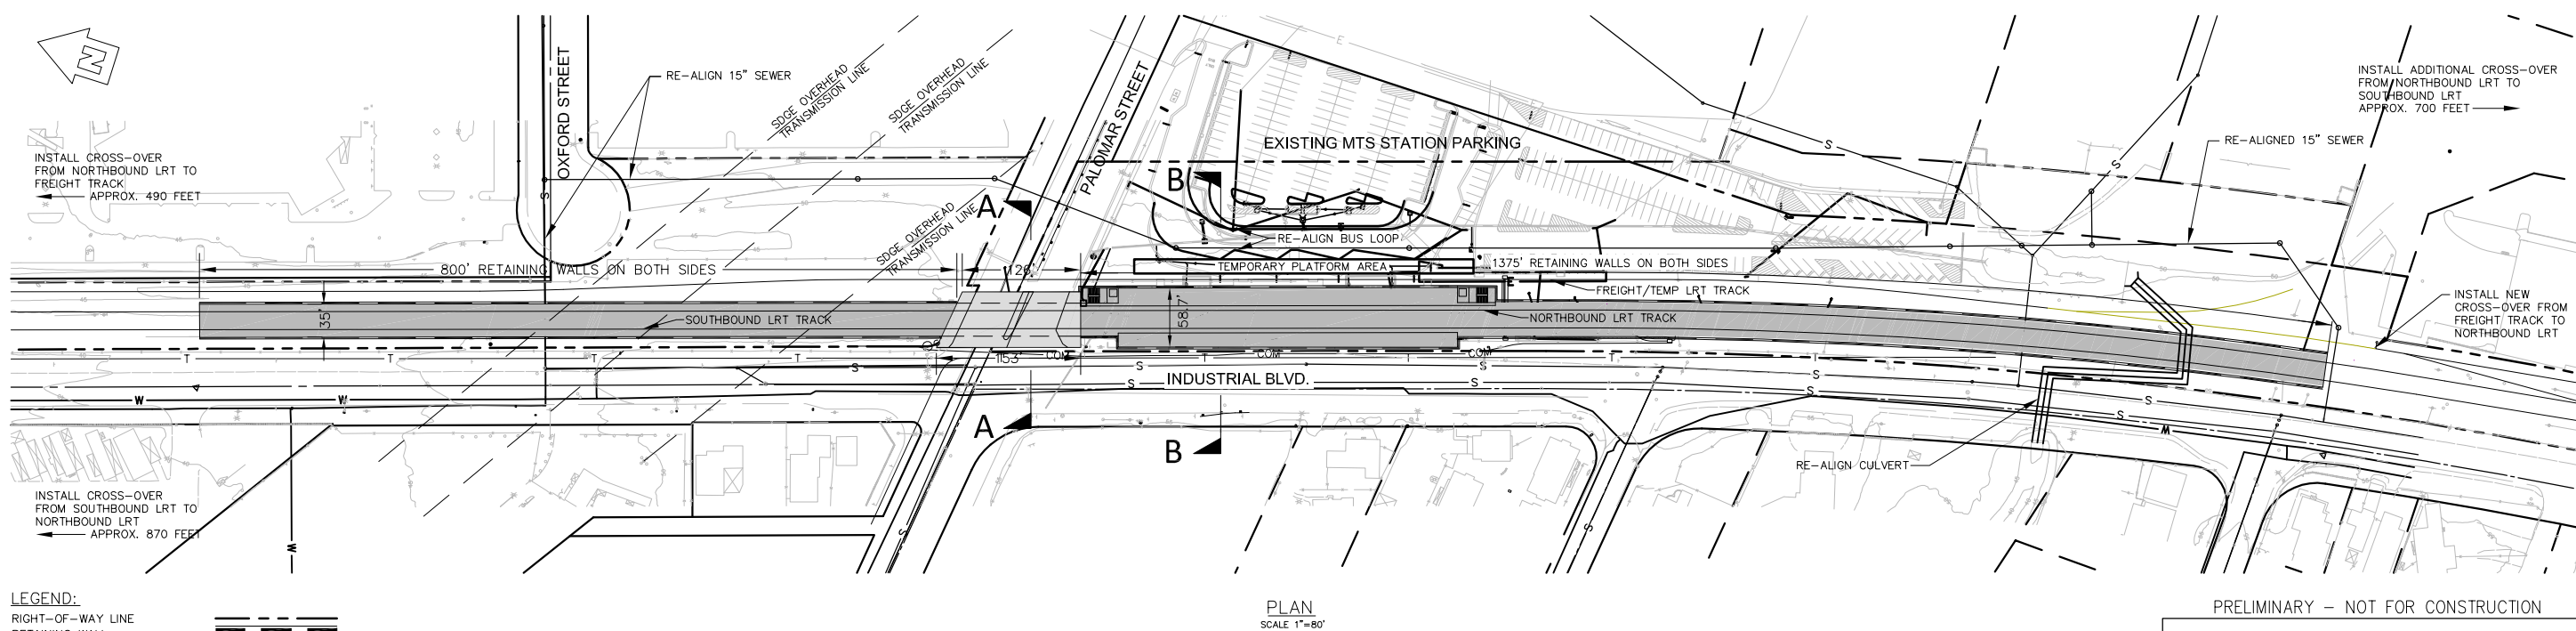 N
OXFORD STREET
RE-ALIGN 15" SEWER
SDGE OVERHEAD
TRANSMISSION LINE
SDGE OVERHEAD
TRANSMISSION LINE
SDGE OVERHEAD
TRANSMISSION LINE
PALOMAR STREET
E
EXISTING MTS STATION PARKING
INSTALL ADDITIONAL CROSS-OVER
FROM NORTHBOUND LRT TO
SOUTHBOUND LRT
APPROX. 700 FEET
RE-ALIGNED 15" SEWER
S
S
S
INSTALL CROSS-OVER
FROM NORTHBOUND LRT TO
FREIGHT TRACK
APPROX. 490 FEET
A
B
RE-ALIGN BUS LOOP
800' RETAINING WALLS ON BOTH SIDES
126'
TEMPORARY PLATFORM AREA
1375' RETAINING WALLS ON BOTH SIDES
FREIGHT/TEMP LRT TRACK
35'
SOUTHBOUND LRT TRACK
58.7'
NORTHBOUND LRT TRACK
INSTALL NEW
CROSS-OVER FROM
FREIGHT TRACK TO
NORTHBOUND LRT
153'
COM
COM
COM
T
T
T
T
T
T
T
T
S
S
S
S
S
S
S
S
S
INDUSTRIAL BLVD.
W
W
W
W
A
B
S
S
RE-ALIGN CULVERT
INSTALL CROSS-OVER
FROM SOUTHBOUND LRT TO
NORTHBOUND LRT
APPROX. 870 FEET
LEGEND:
RIGHT-OF-WAY LINE
PLAN
SCALE 1"=80'
PRELIMINARY - NOT FOR CONSTRUCTION